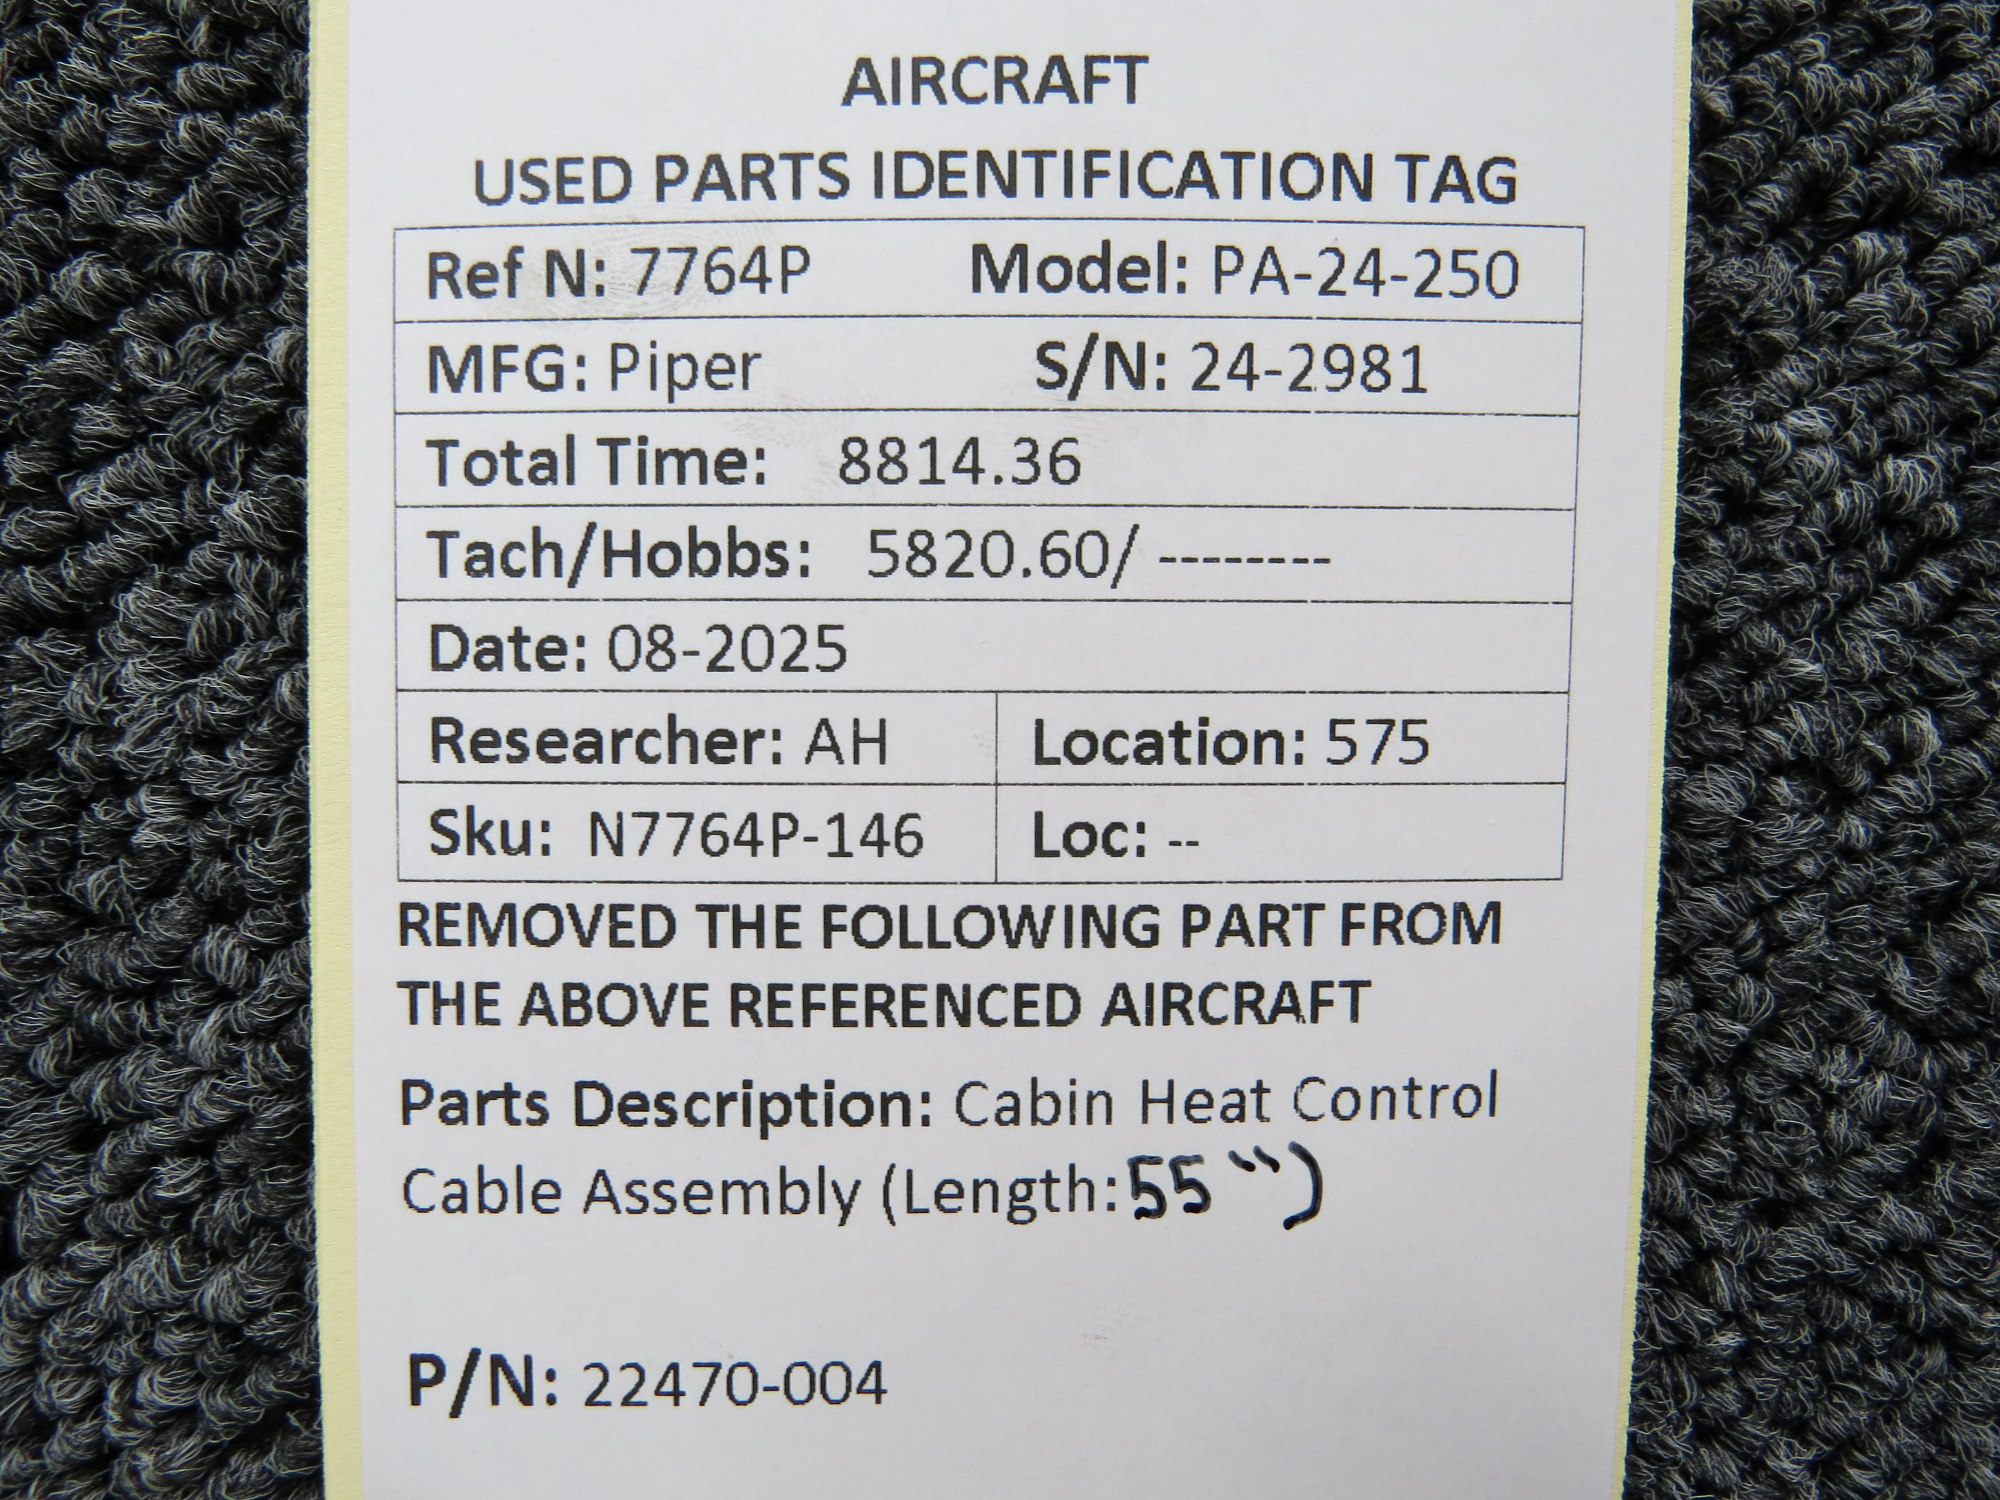 AIRCRAFT
USED PARTS IDENTIFICATION TAG
Ref N: 7764P Model: PA-24-250
MFG: Piper S/N: 24-2981
Total Time: 8814.36
Tach/Hobbs: 5820.60/ --------
Date: 08-2025
Researcher: AH Location: 575
Sku: N7764P-146 Loc: --
REMOVED THE FOLLOWING PART FROM
THE ABOVE REFERENCED AIRCRAFT
Parts Description: Cabin Heat Control
Cable Assembly (Length: 55")
P/N: 22470-004